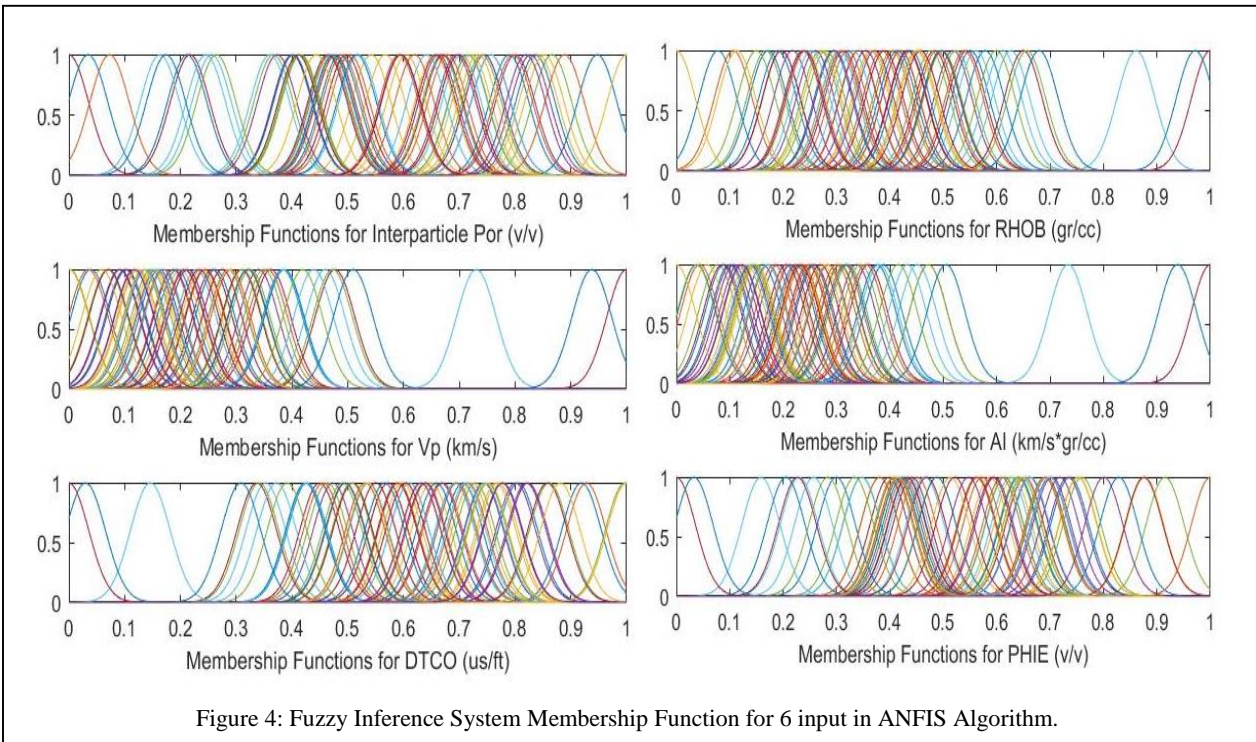 1
0.5
0
0 0.1 0.2 0.3 0.4 0.5 0.6 0.7 0.8 0.9 1
Membership Functions for Interparticle Por (v/v)
1
0.5
0
0 0.1 0.2 0.3 0.4 0.5 0.6 0.7 0.8 0.9 1
Membership Functions for RHOB (gr/cc)
1
0.5
0
0 0.1 0.2 0.3 0.4 0.5 0.6 0.7 0.8 0.9 1
Membership Functions for Vp (km/s)
1
0.5
0
0 0.1 0.2 0.3 0.4 0.5 0.6 0.7 0.8 0.9 1
Membership Functions for AI (km/s*gr/cc)
1
0.5
0
0 0.1 0.2 0.3 0.4 0.5 0.6 0.7 0.8 0.9 1
Membership Functions for DTCO (us/ft)
1
0.5
0
0 0.1 0.2 0.3 0.4 0.5 0.6 0.7 0.8 0.9 1
Membership Functions for PHIE (v/v)
Figure 4: Fuzzy Inference System Membership Function for 6 input in ANFIS Algorithm.